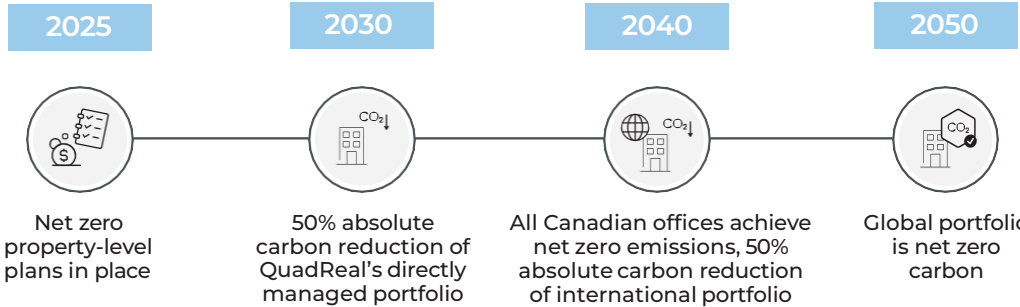 2025
2030
2040
2050
CO₂↓
CO₂↓
CO₂
$
Net zero
property-level
plans in place
50% absolute
carbon reduction of
QuadReal’s directly
managed portfolio
All Canadian offices achieve
net zero emissions, 50%
absolute carbon reduction
of international portfolio
Global portfolio
is net zero
carbon